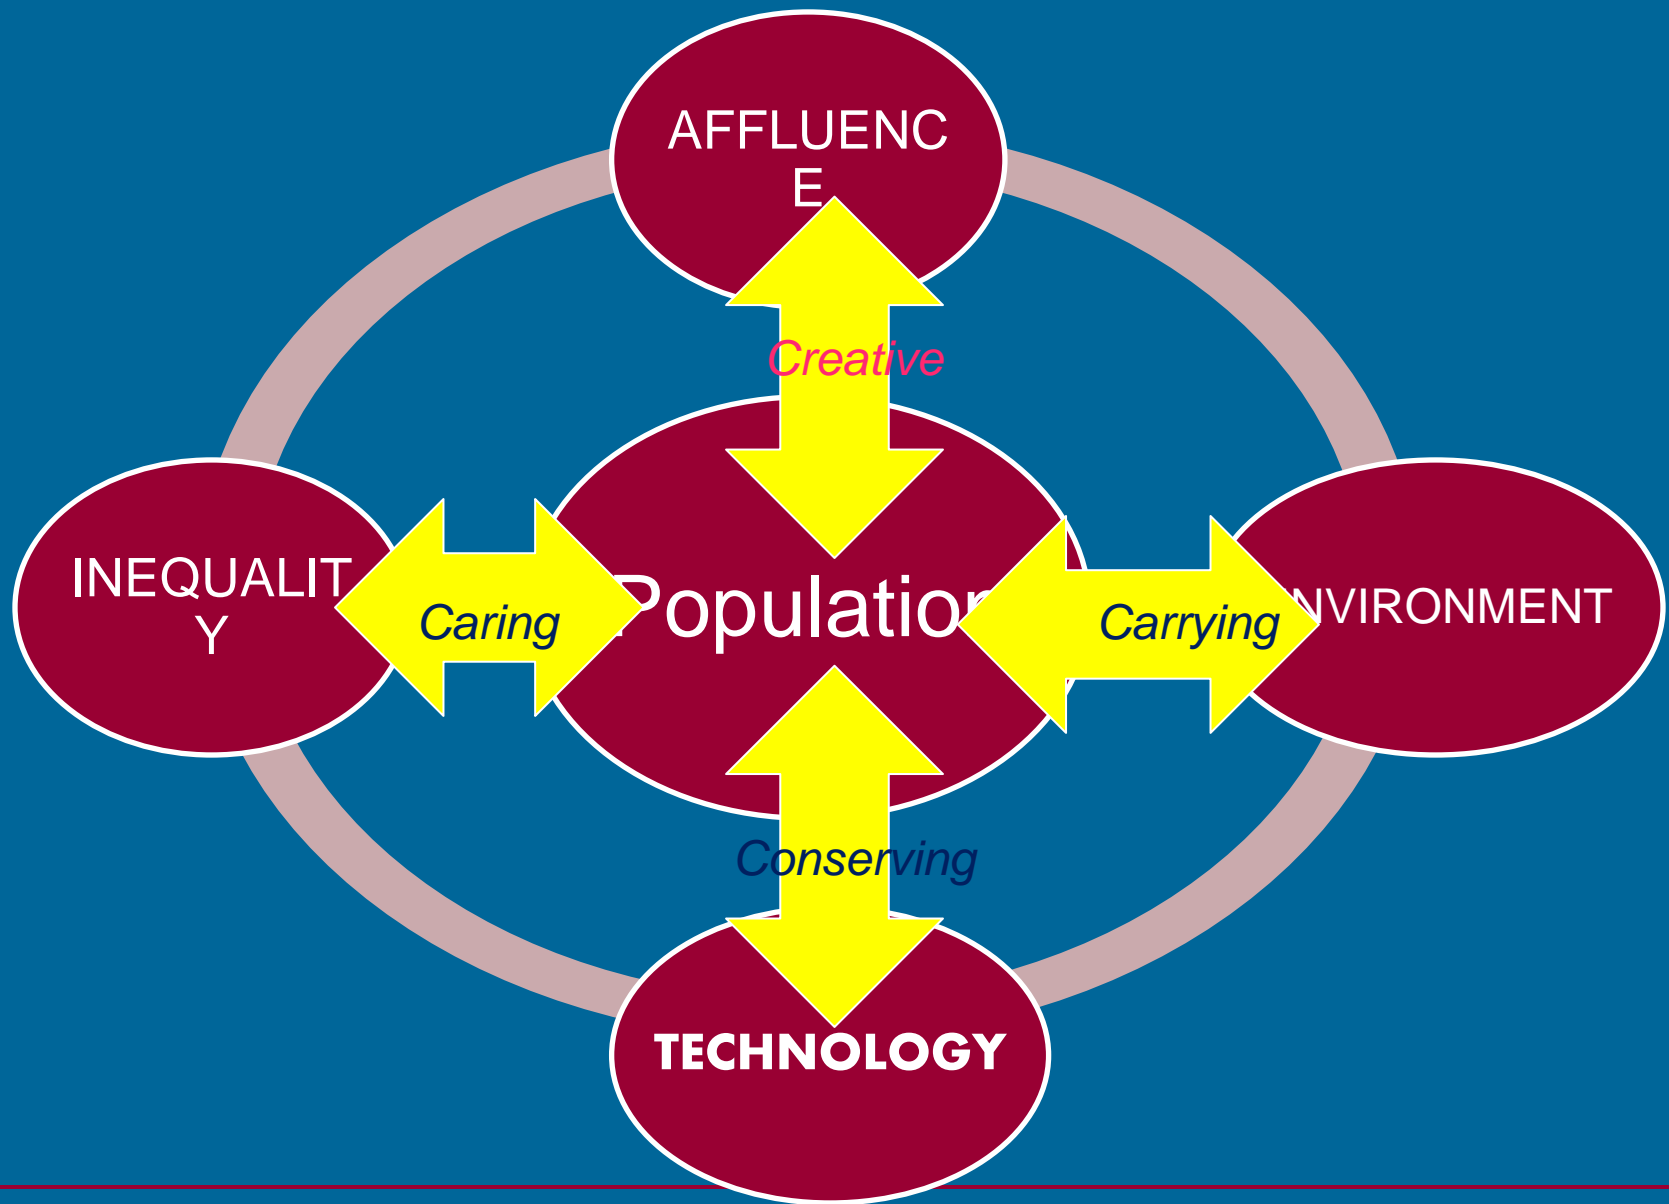 AFFLUENC
E
Creative
INEQUALIT
Y
Caring
Population
Carrying
NVIRONMENT
Conserving
TECHNOLOGY